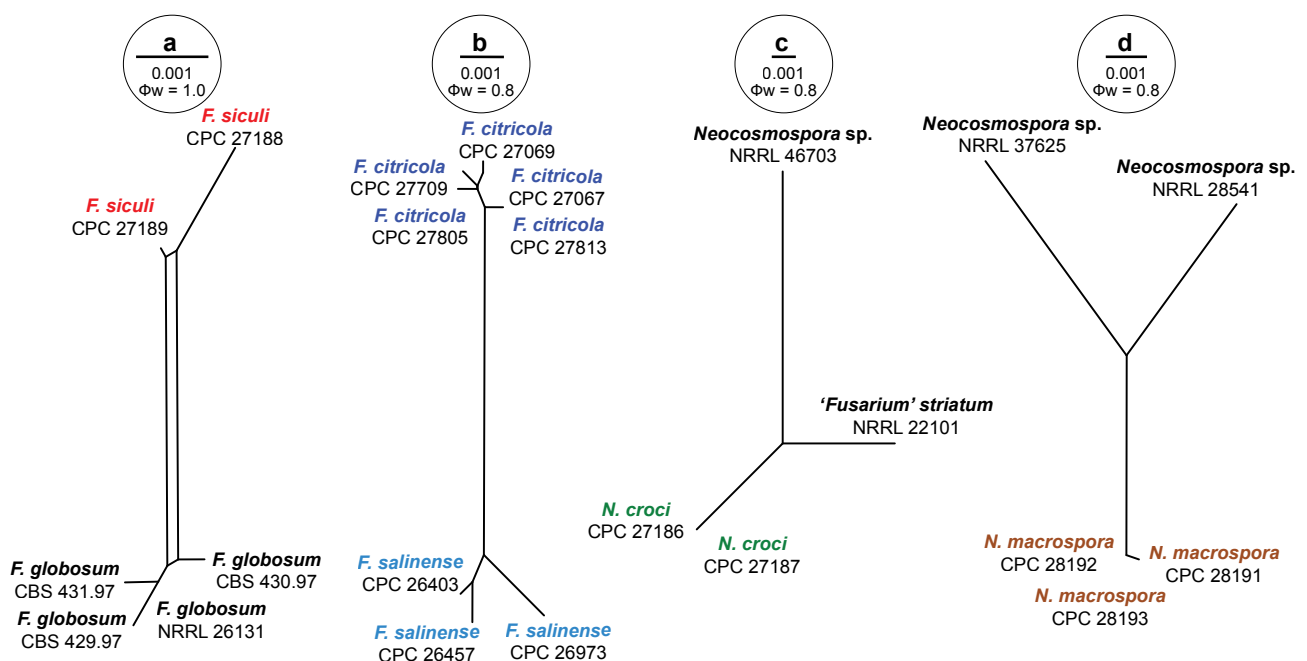 a
0.001
Φw = 1.0
F. siculi
CPC 27188
F. siculi
CPC 27189
F. globosum
CBS 431.97
F. globosum
CBS 430.97
F. globosum
CBS 429.97
F. globosum
NRRL 26131
b
0.001
Φw = 0.8
F. citricola
CPC 27069
F. citricola
CPC 27709
F. citricola
CPC 27067
F. citricola
CPC 27805
F. citricola
CPC 27813
F. salinense
CPC 26403
F. salinense
CPC 26457
F. salinense
CPC 26973
c
0.001
Φw = 0.8
Neocosmospora sp.
NRRL 46703
‘Fusarium’ striatum
NRRL 22101
N. croci
CPC 27186
N. croci
CPC 27187
d
0.001
Φw = 0.8
Neocosmospora sp.
NRRL 37625
Neocosmospora sp.
NRRL 28541
N. macrospora
CPC 28192
N. macrospora
CPC 28191
N. macrospora
CPC 28193